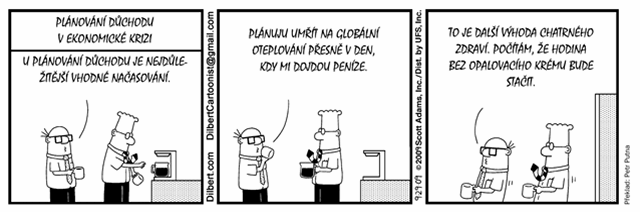 PLÁNOVÁNÍ DŮCHODU
V EKONOMICKÉ KRIZI
U PLÁNOVÁNÍ DŮCHODU JE NEJDŮLE-
ŽITĚJŠÍ VHODNÉ NAČASOVÁNÍ.
Dilbert.com DilbertCartoonist@gmail.com
PLÁNUJU UMŘÍT NA GLOBÁLNÍ
OTEPLOVÁNÍ PŘESNĚ V DEN,
KDY MI DOJDOU PENÍZE.
9-29-09 ©2009 Scott Adams, Inc./Dist. by UFS, Inc.
TO JE DALŠÍ VÝHODA CHATRNÉHO
ZDRAVÍ. POČÍTÁM, ŽE HODINA
BEZ OPALOVACÍHO KRÉMU BUDE
STAČIT.
Překlad: Petr Putna